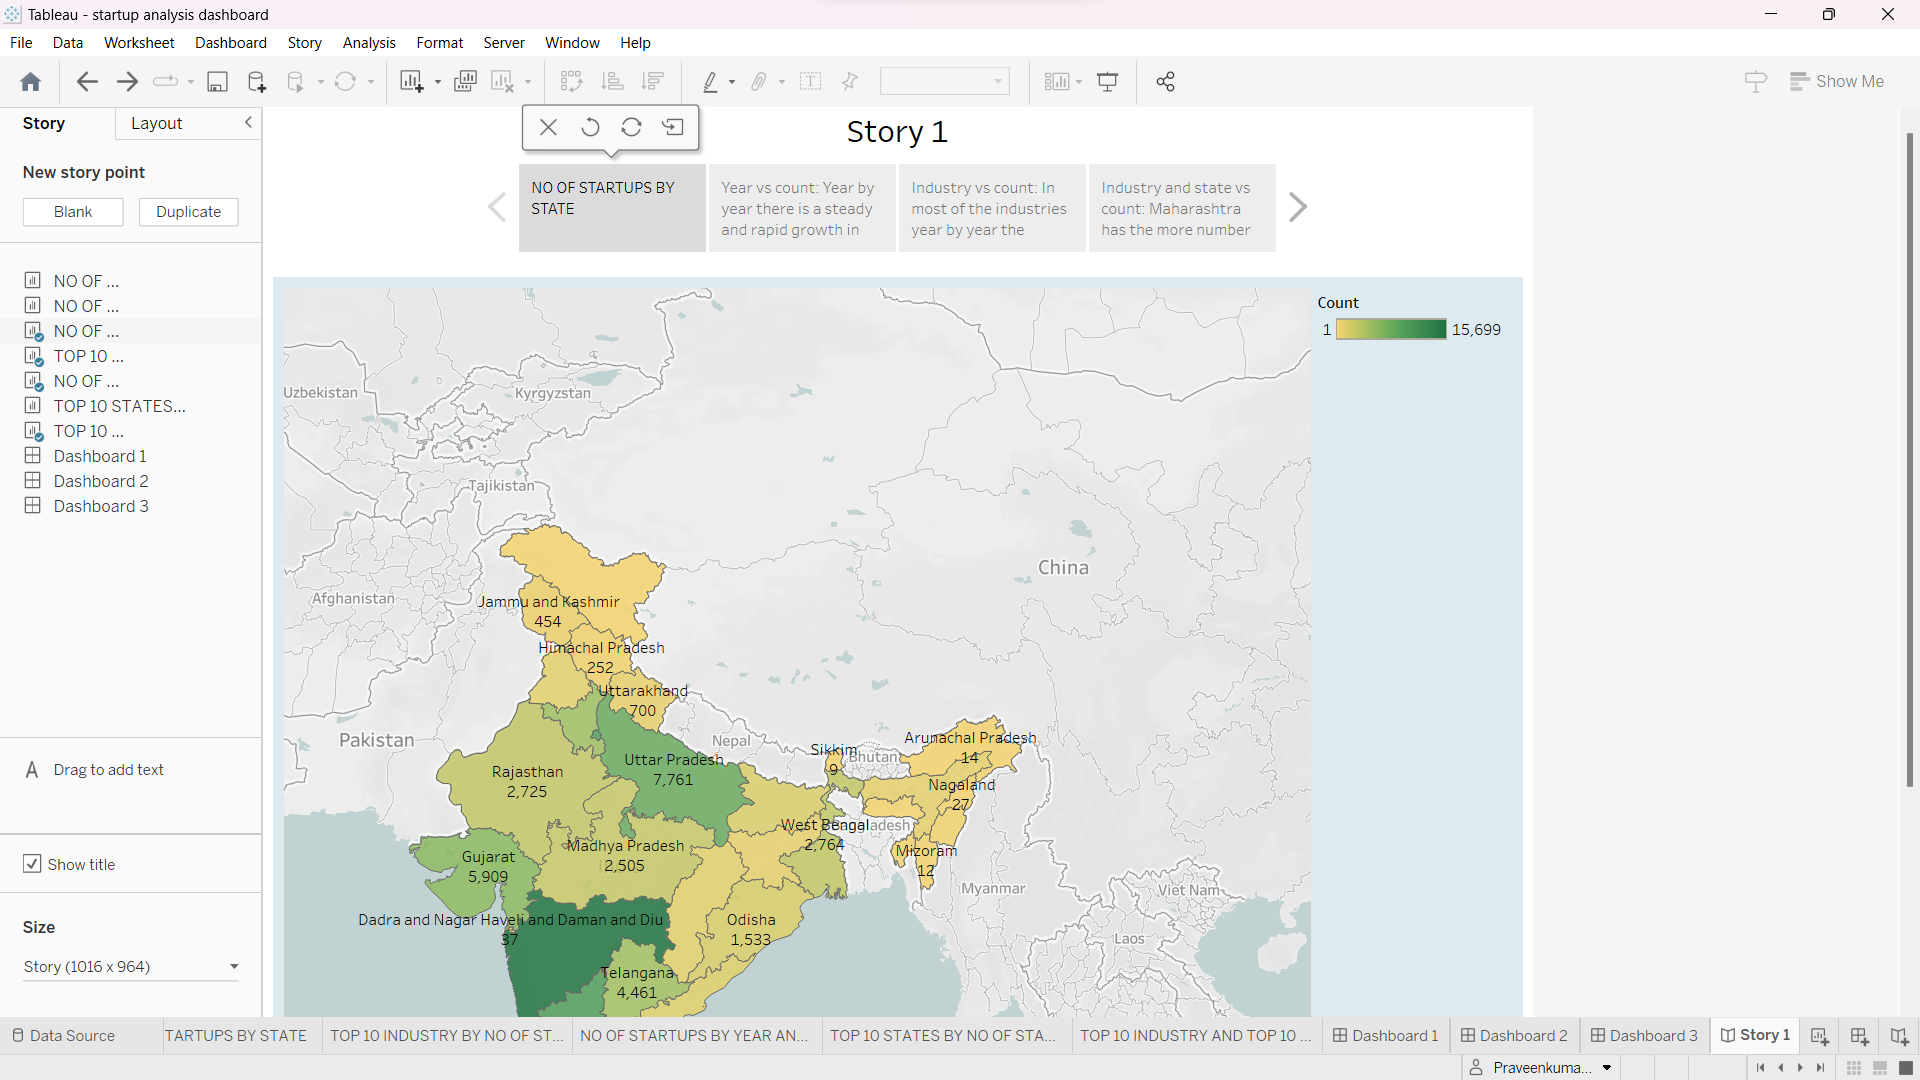 Tableau - startup analysis dashboard
File Data Worksheet Dashboard Story Analysis Format Server Window Help
Show Me
Story Layout
New story point
Blank Duplicate
NO OF ...
NO OF ...
NO OF ...
TOP 10 ...
NO OF ...
TOP 10 STATES...
TOP 10 ...
Dashboard 1
Dashboard 2
Dashboard 3
A Drag to add text
Show title
Size
Story (1016 x 964)
Story 1
NO OF STARTUPS BY
STATE
Year vs count: Year by
year there is a steady
and rapid growth in
Industry vs count: In
most of the industries
year by year the
Industry and state vs
count: Maharashtra
has the more number
Count
1 15,699
Uzbekistan
Kyrgyzstan
Tajikistan
China
Afghanistan
Jammu and Kashmir
454
Himachal Pradesh
252
Uttarakhand
700
Pakistan
Nepal
Sikkim
9
Bhutan
Arunachal Pradesh
14
Uttar Pradesh
7,761
Rajasthan
2,725
Nagaland
27
West Bengal
2,764
adesh
Madhya Pradesh
2,505
Mizoram
12
Gujarat
5,909
Myanmar
Viet Nam
Dadra and Nagar Haveli and Daman and Diu
37
Odisha
1,533
Laos
Telangana
4,461
Data Source TARTUPS BY STATE TOP 10 INDUSTRY BY NO OF ST... NO OF STARTUPS BY YEAR AN... TOP 10 STATES BY NO OF STA... TOP 10 INDUSTRY AND TOP 10 ... Dashboard 1 Dashboard 2 Dashboard 3 Story 1
Praveenkuma...